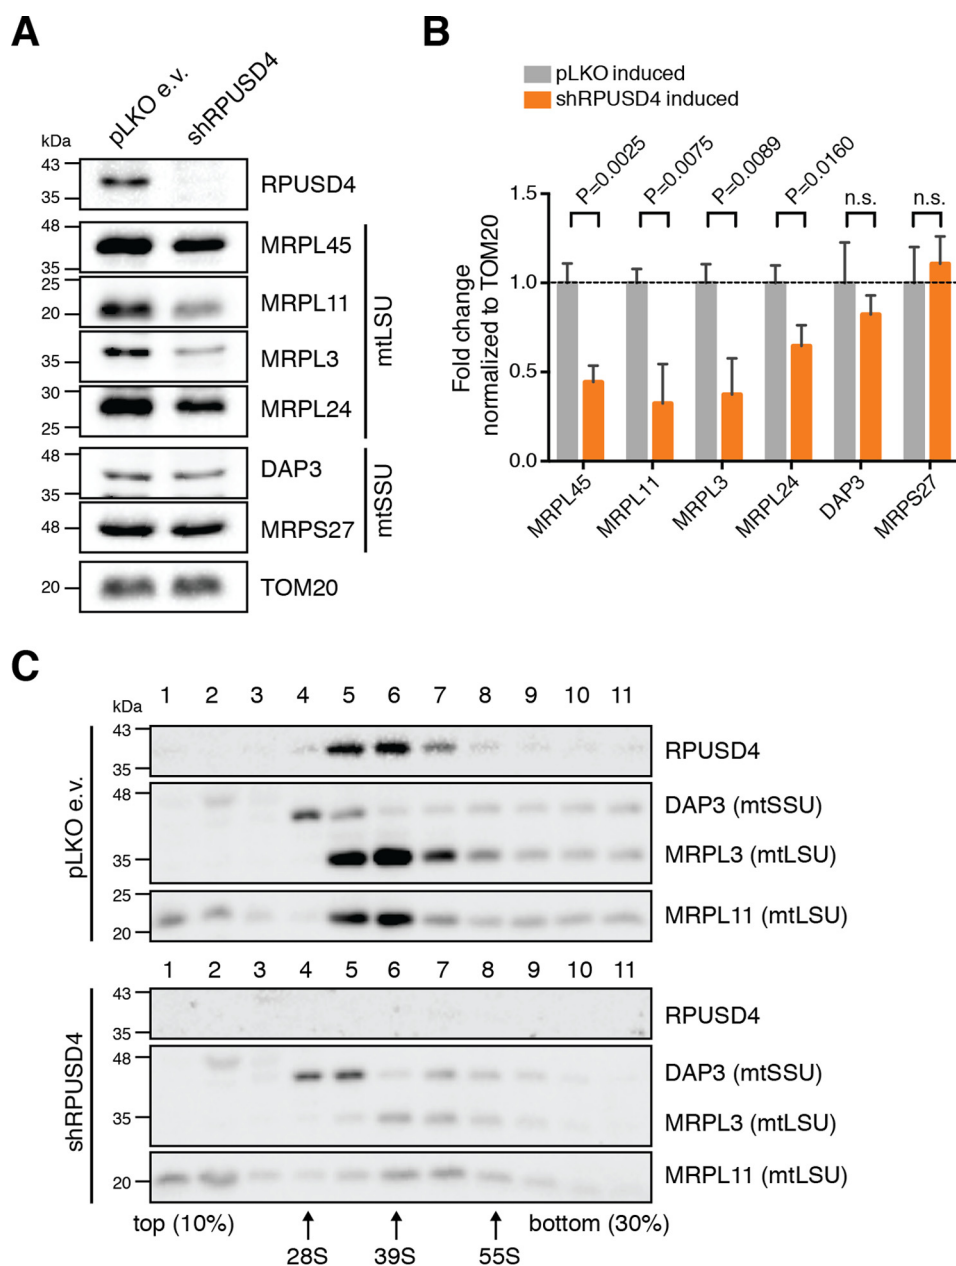 A
pLKO e.v.
shRPUSD4
kDa
43
35
RPUSD4
48
35
MRPL45
25
20
MRPL11
35
MRPL3
30
25
MRPL24
mtLSU
48
35
DAP3
48
MRPS27
mtSSU
20
TOM20
B
pLKO induced
shRPUSD4 induced
P=0.0025
P=0.0075
P=0.0089
P=0.0160
n.s.
n.s.
Fold change
normalized to TOM20
1.5
1.0
0.5
0.0
MRPL45
MRPL11
MRPL3
MRPL24
DAP3
MRPS27
C
kDa
1 2 3 4 5 6 7 8 9 10 11
pLKO e.v.
43
35
RPUSD4
48
DAP3 (mtSSU)
35
MRPL3 (mtLSU)
25
20
MRPL11 (mtLSU)
1 2 3 4 5 6 7 8 9 10 11
shRPUSD4
43
35
RPUSD4
48
DAP3 (mtSSU)
35
MRPL3 (mtLSU)
20
MRPL11 (mtLSU)
top (10%)
bottom (30%)
28S
39S
55S